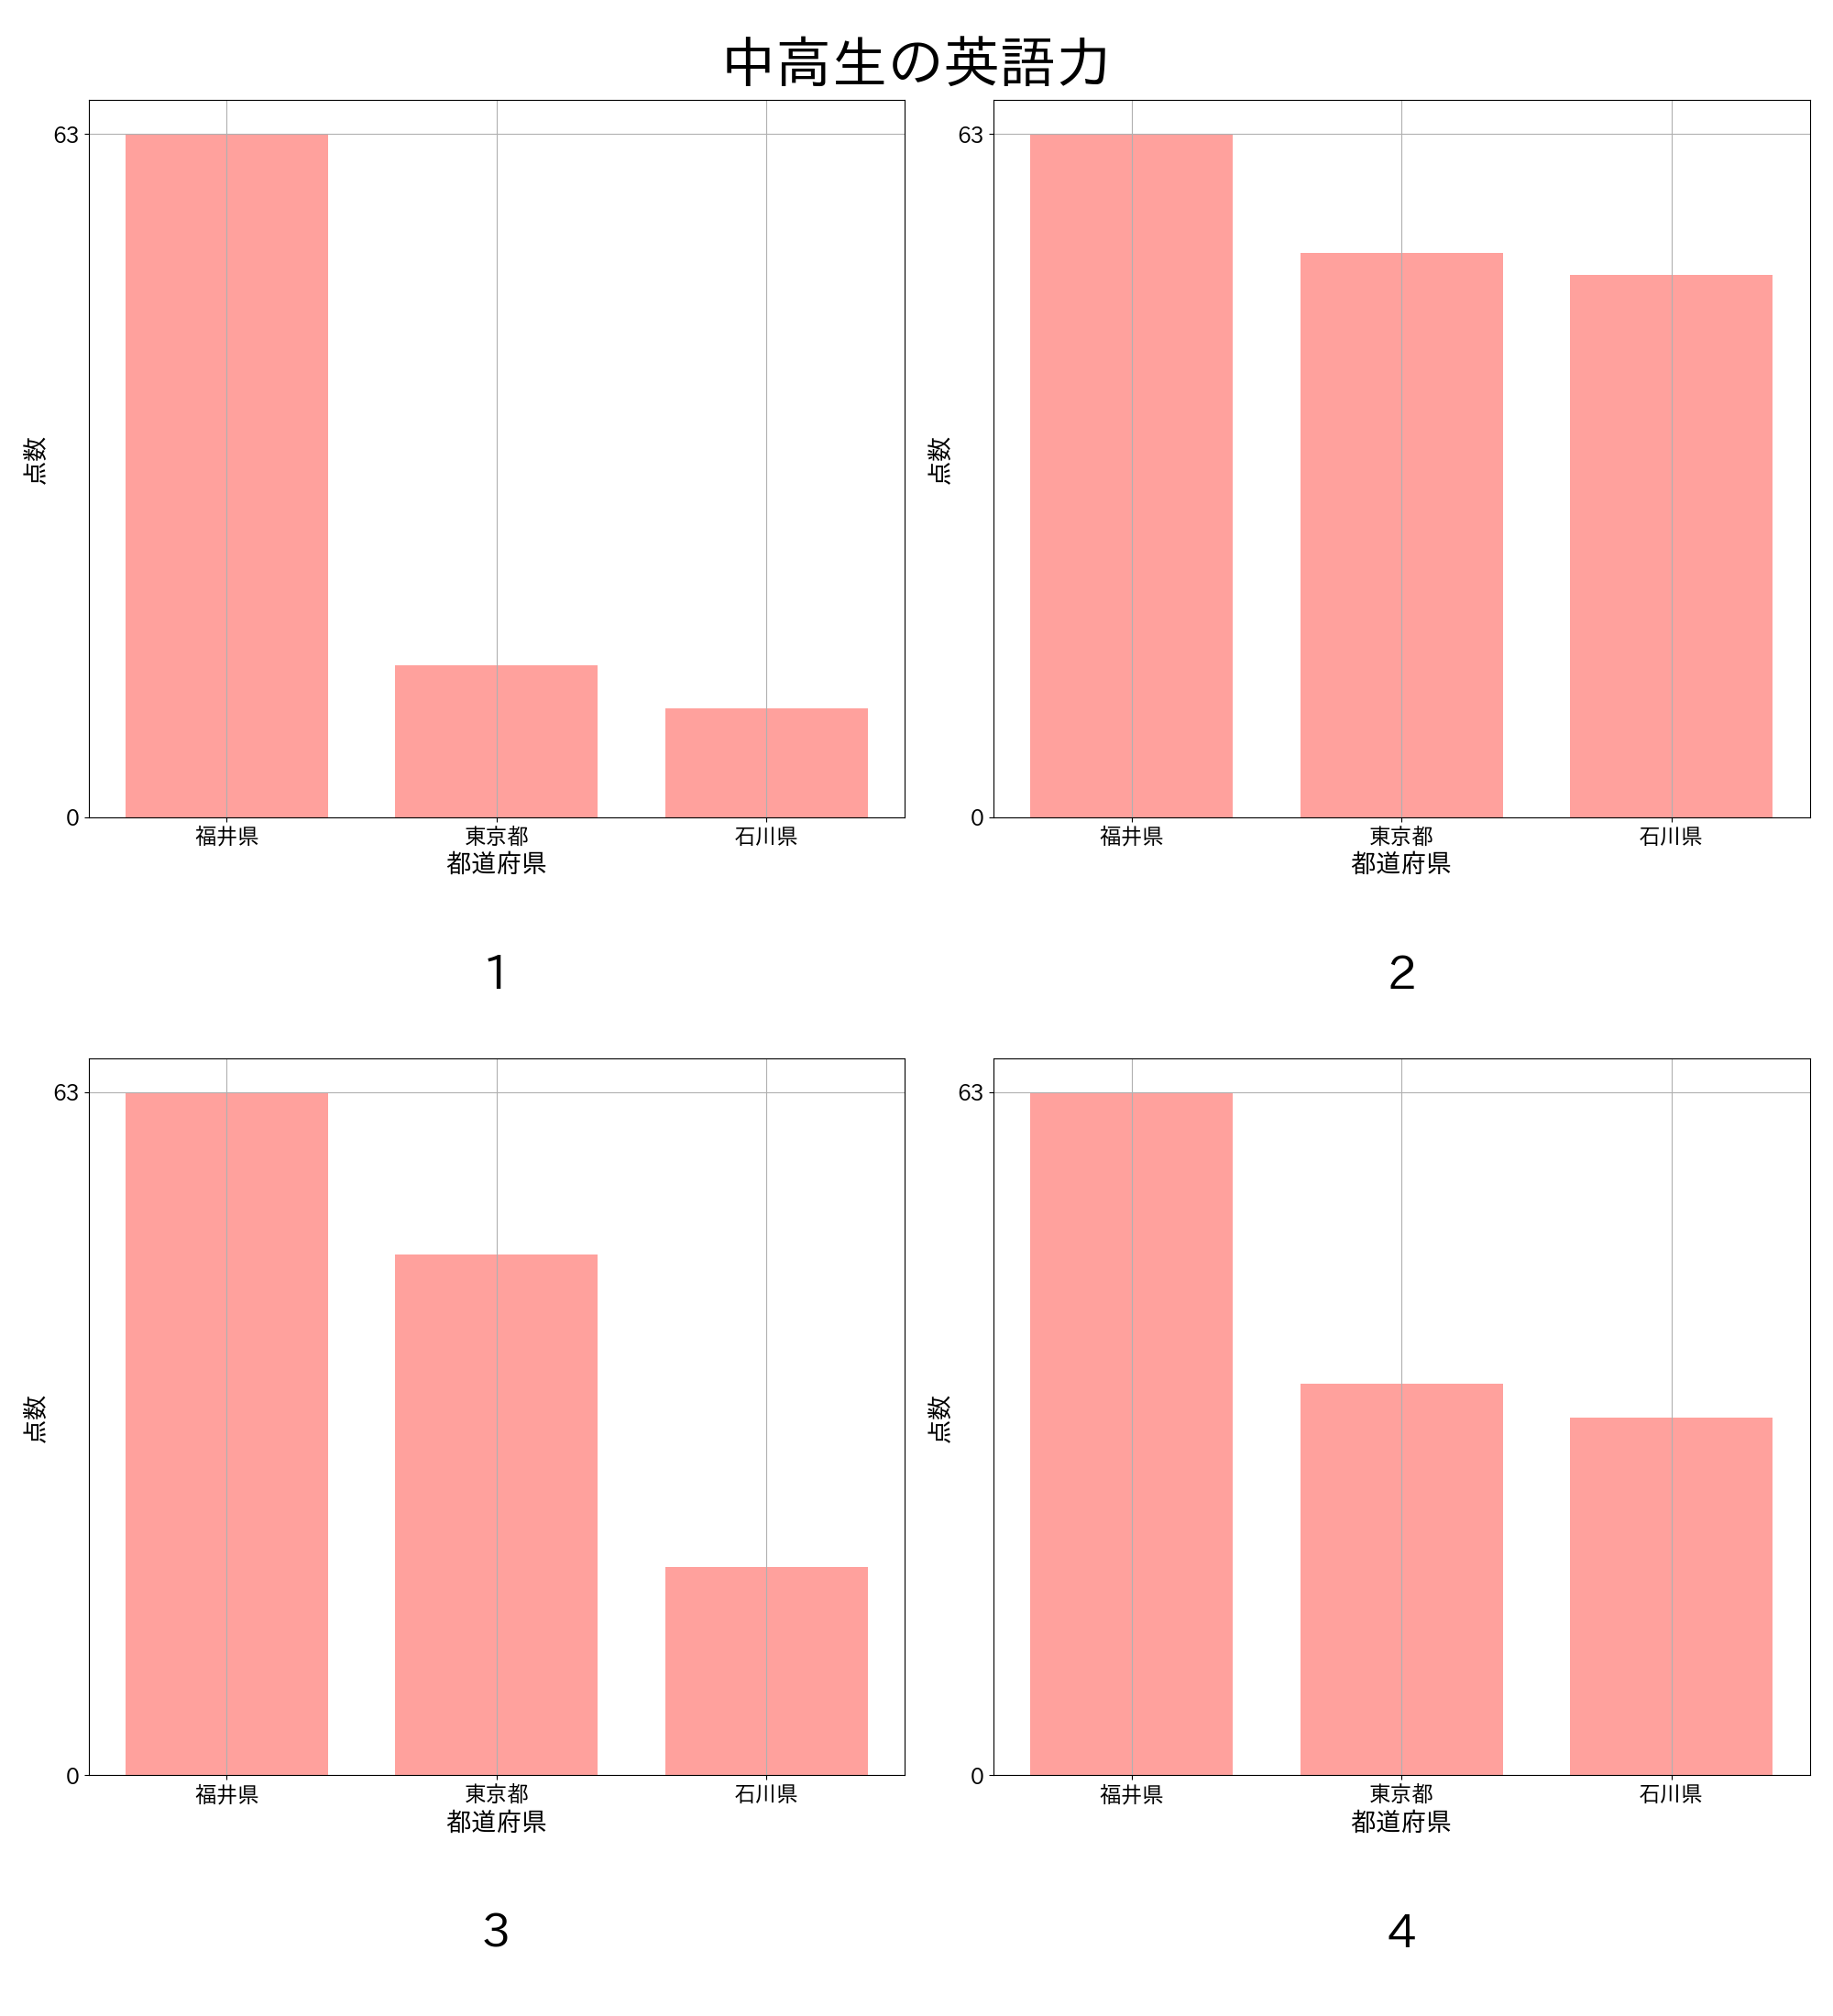 中高生の英語力
63
0
点数
福井県 東京都 石川県
都道府県
1
63
0
点数
福井県 東京都 石川県
都道府県
2
63
0
点数
福井県 東京都 石川県
都道府県
3
63
0
点数
福井県 東京都 石川県
都道府県
4